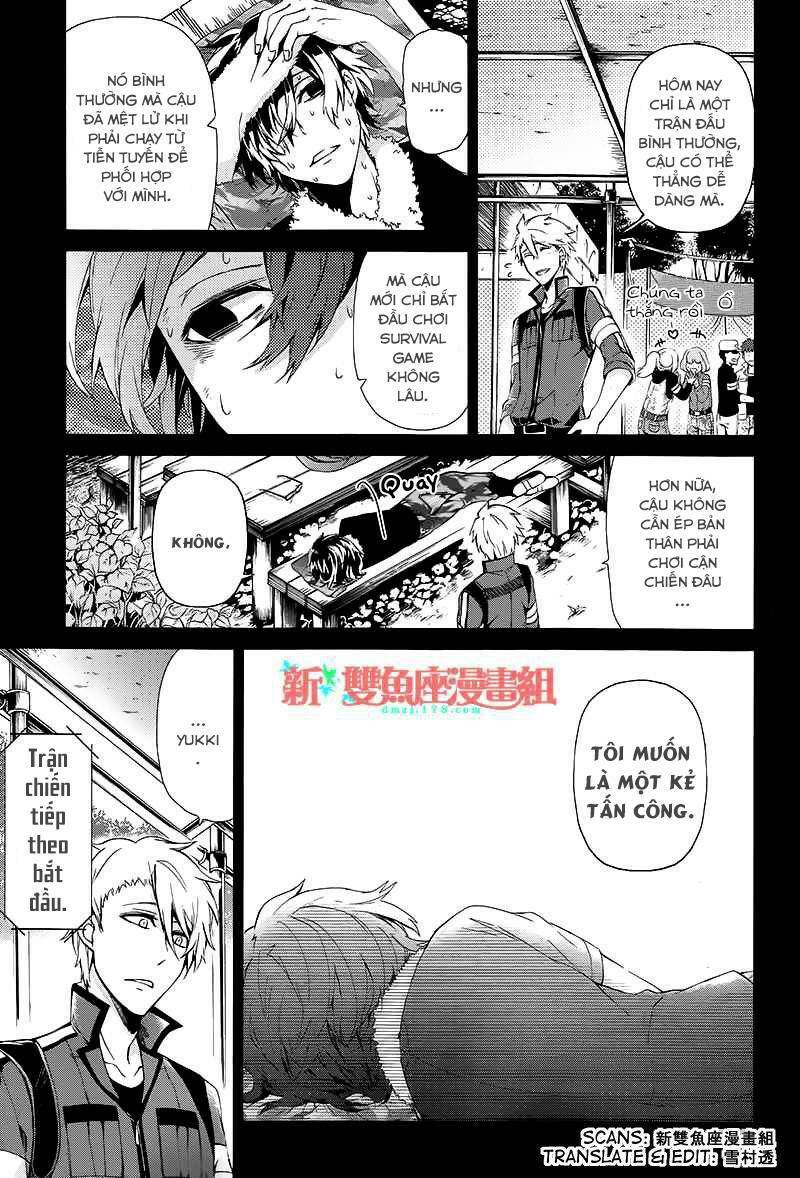 HÔM NAY
CHỈ LÀ MỘT
TRẬN ĐẤU
BÌNH THƯỜNG,
CẬU CÓ THỂ
THẮNG DỄ
DÀNG MÀ.
Chúng ta
thắng rồi
Ồ
NHƯNG
...
NÓ BÌNH
THƯỜNG MÀ CẬU
ĐÃ MỆT LỬ KHI
PHẢI CHẠY TỪ
TIỄN TUYẾN ĐỂ
PHỐI HỢP
VỚI MÌNH.
MÀ CẬU
MỚI CHỈ BẮT
ĐẦU CHƠI
SURVIVAL
GAME
KHÔNG
LÂU.
HƠN NỮA,
CẬU KHÔNG
CẦN ÉP BẢN
THÂN PHẢI
CHƠI CẬN
CHIẾN ĐÂU
...
Quay
KHÔNG,
新雙魚座漫畫組
dmzj.178.com
TÔI MUỐN
LÀ MỘT KẺ
TẤN CÔNG.
...
YUKKI
.
Trận
chiến
tiếp
theo
bắt
đầu.
SCANS: 新雙魚座漫畫組
TRANSLATE & EDIT: 雪村透